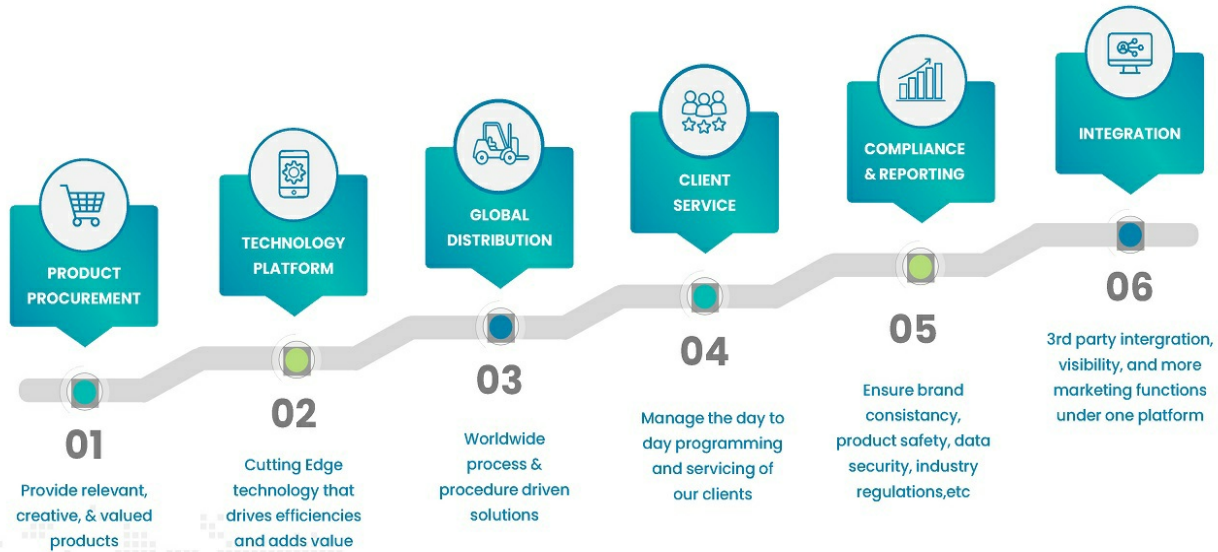 PRODUCT
PROCUREMENT
01
Provide relevant,
creative, & valued
products
TECHNOLOGY
PLATFORM
02
Cutting Edge
technology that
drives efficiencies
and adds value
GLOBAL
DISTRIBUTION
03
Worldwide
process &
procedure driven
solutions
CLIENT
SERVICE
04
Manage the day to
day programming
and servicing of
our clients
COMPLIANCE
& REPORTING
05
Ensure brand
consistancy,
product safety, data
security, industry
regulations,etc
INTEGRATION
06
3rd party intergration,
visibility, and more
marketing functions
under one platform